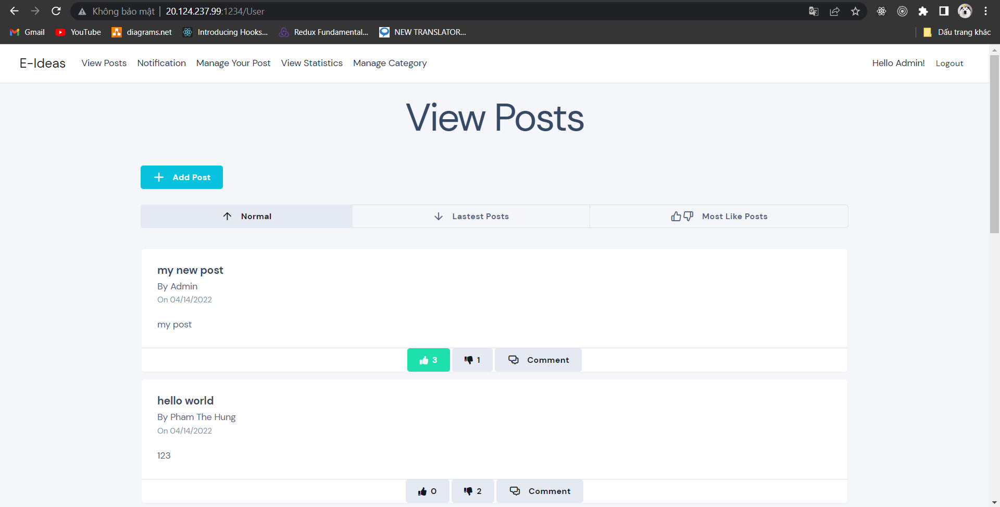 Không bảo mật | 20.124.237.99:1234/User
Gmail YouTube diagrams.net Introducing Hooks... Redux Fundamental... NEW TRANSLATOR... Dấu trang khác
E-Ideas View Posts Notification Manage Your Post View Statistics Manage Category Hello Admin! Logout
View Posts
Add Post
Normal Lastest Posts Most Like Posts
my new post
By Admin
On 04/14/2022
my post
3 1 Comment
hello world
By Pham The Hung
On 04/14/2022
123
0 2 Comment